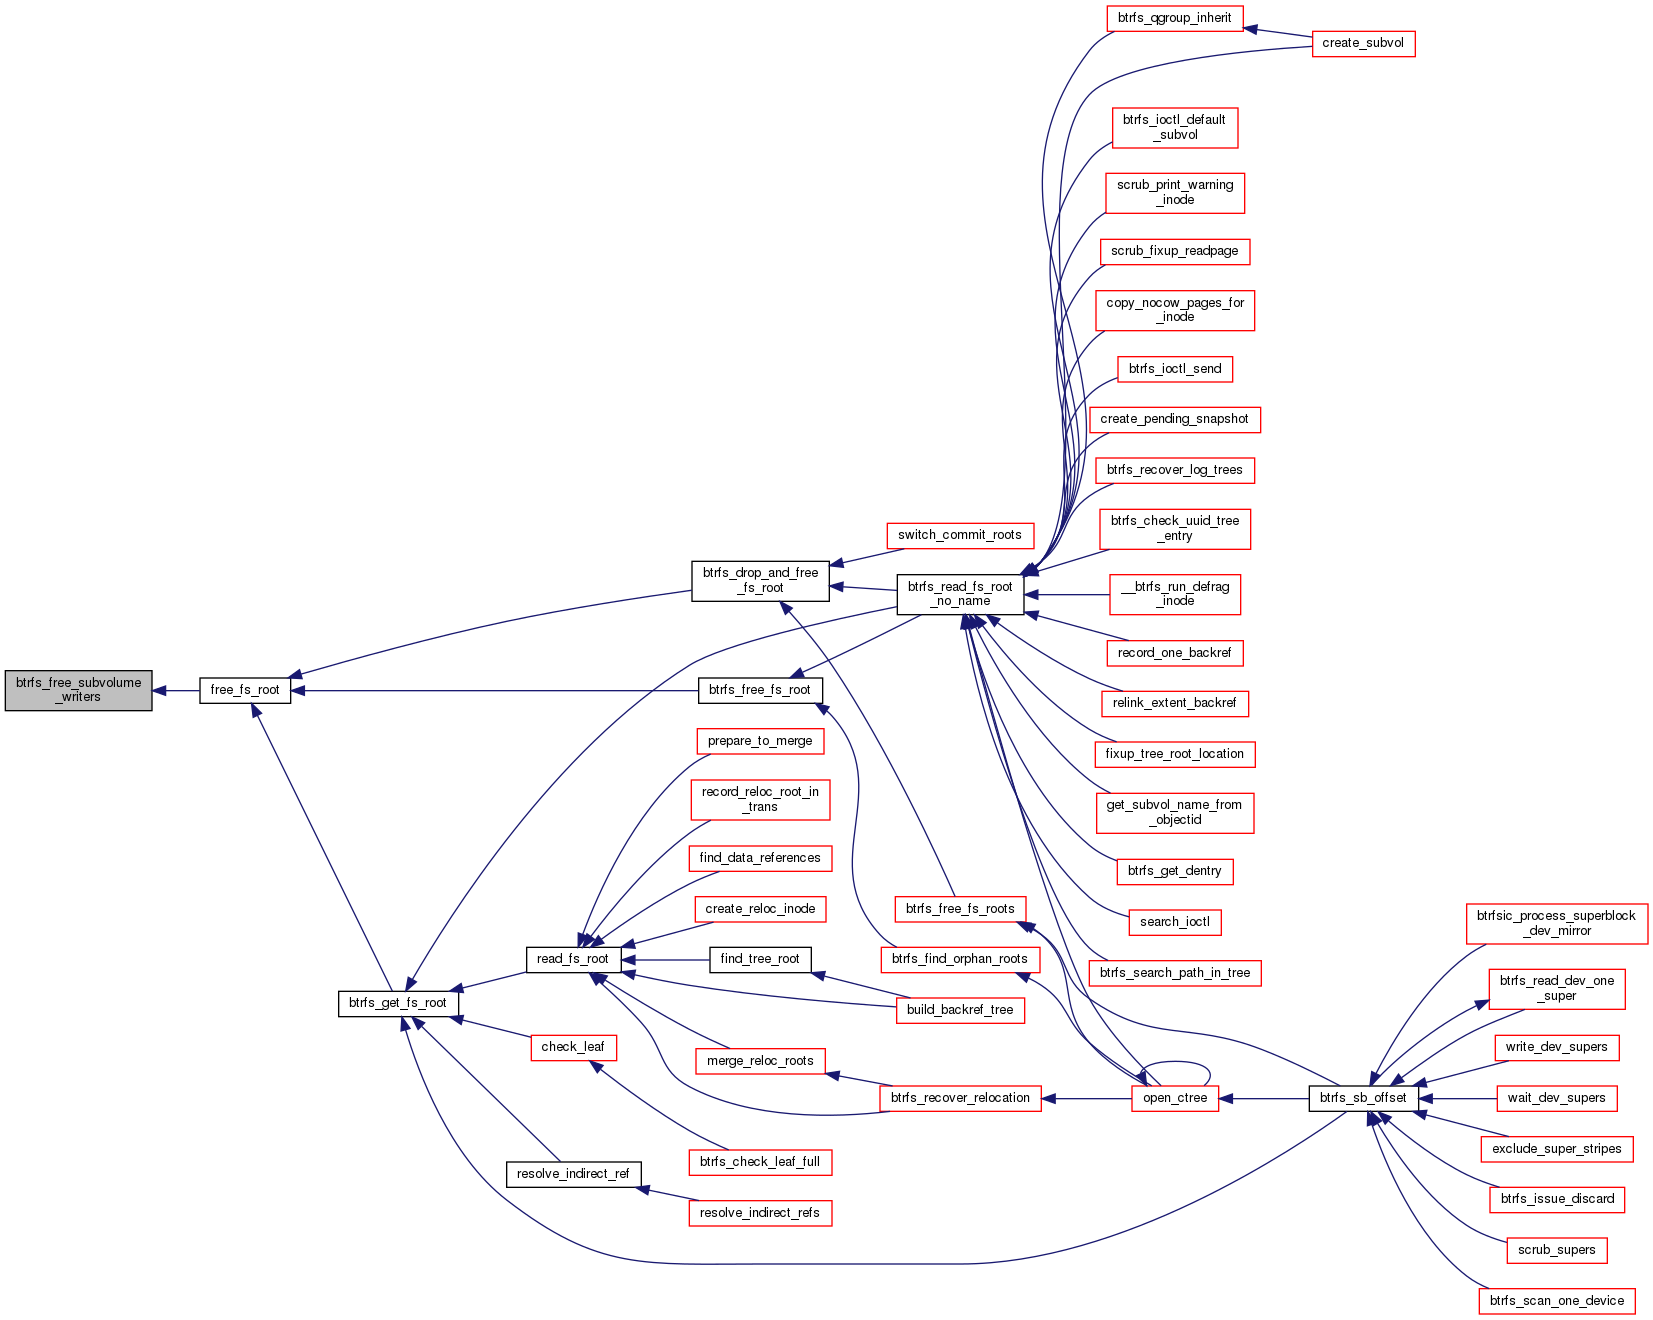 btrfs_qgroup_inherit
create_subvol
btrfs_ioctl_default
_subvol
scrub_print_warning
_inode
scrub_fixup_readpage
copy_nocow_pages_for
_inode
btrfs_ioctl_send
create_pending_snapshot
btrfs_recover_log_trees
btrfs_check_uuid_tree
_entry
switch_commit_roots
btrfs_drop_and_free
_fs_root
btrfs_read_fs_root
_no_name
__btrfs_run_defrag
_inode
record_one_backref
btrfs_free_subvolume
_writers
free_fs_root
btrfs_free_fs_root
relink_extent_backref
prepare_to_merge
fixup_tree_root_location
record_reloc_root_in
_trans
get_subvol_name_from
_objectid
find_data_references
btrfs_get_dentry
create_reloc_inode
btrfs_free_fs_roots
search_ioctl
btrfsic_process_superblock
_dev_mirror
read_fs_root
find_tree_root
btrfs_find_orphan_roots
btrfs_search_path_in_tree
btrfs_read_dev_one
_super
btrfs_get_fs_root
build_backref_tree
check_leaf
merge_reloc_roots
write_dev_supers
btrfs_recover_relocation
open_ctree
btrfs_sb_offset
wait_dev_supers
btrfs_check_leaf_full
exclude_super_stripes
resolve_indirect_ref
resolve_indirect_refs
btrfs_issue_discard
scrub_supers
btrfs_scan_one_device